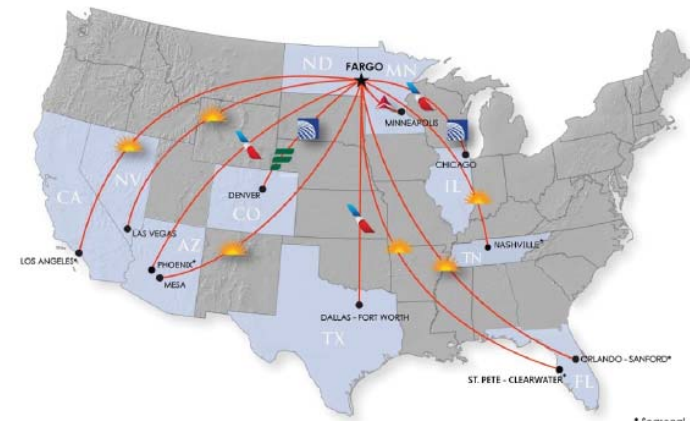 ND
MN
FARGO
MINNEAPOLIS
CHICAGO
IL
NV
CA
DENVER
CO
LAS VEGAS
AZ
LOS ANGELES*
PHOENIX*
MESA
NASHVILLE*
TN
DALLAS - FORT WORTH
TX
ORLANDO - SANFORD*
ST. PETE - CLEARWATER*
FL